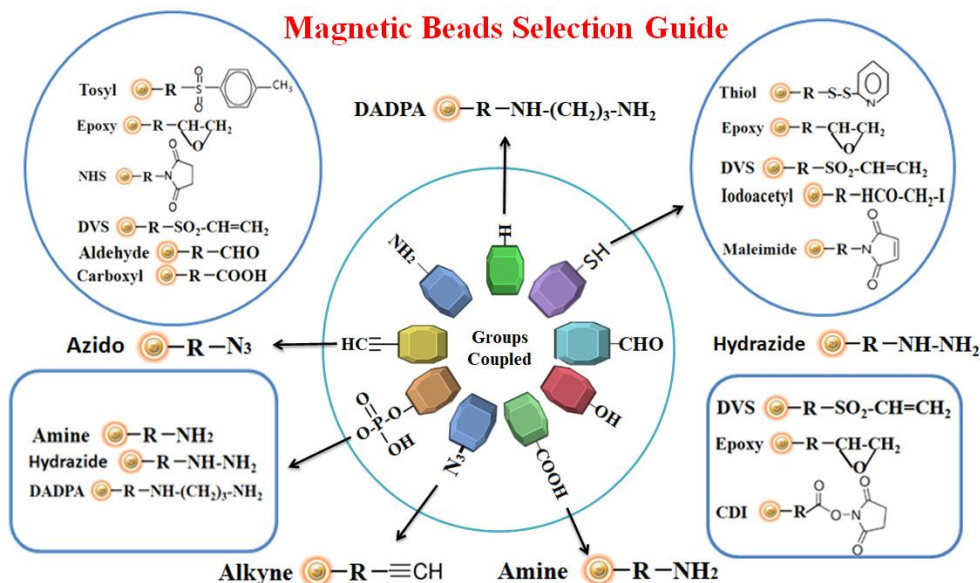 Magnetic Beads Selection Guide
Tosyl R S O O CH₃
Epoxy R CH-CH₂ O
NHS R N O O
DVS R SO₂-CH=CH₂
Aldehyde R CHO
Carboxyl R COOH
DADPA R NH-(CH₂)₃-NH₂
Thiol R S-S N
Epoxy R CH-CH₂ O
DVS R SO₂-CH=CH₂
Iodoacetyl R HCO-CH₂-I
Maleimide R N O O
H
SH
NH₂
HC≡
Groups
Coupled
CHO
OH
COOH
N₃
O
O-P-O
OH
Azido R N₃
Hydrazide R NH-NH₂
Amine R NH₂
Hydrazide R NH-NH₂
DADPA R NH-(CH₂)₃-NH₂
DVS R SO₂-CH=CH₂
Epoxy R CH-CH₂ O
CDI R O O N O O
Alkyne R ≡CH
Amine R NH₂